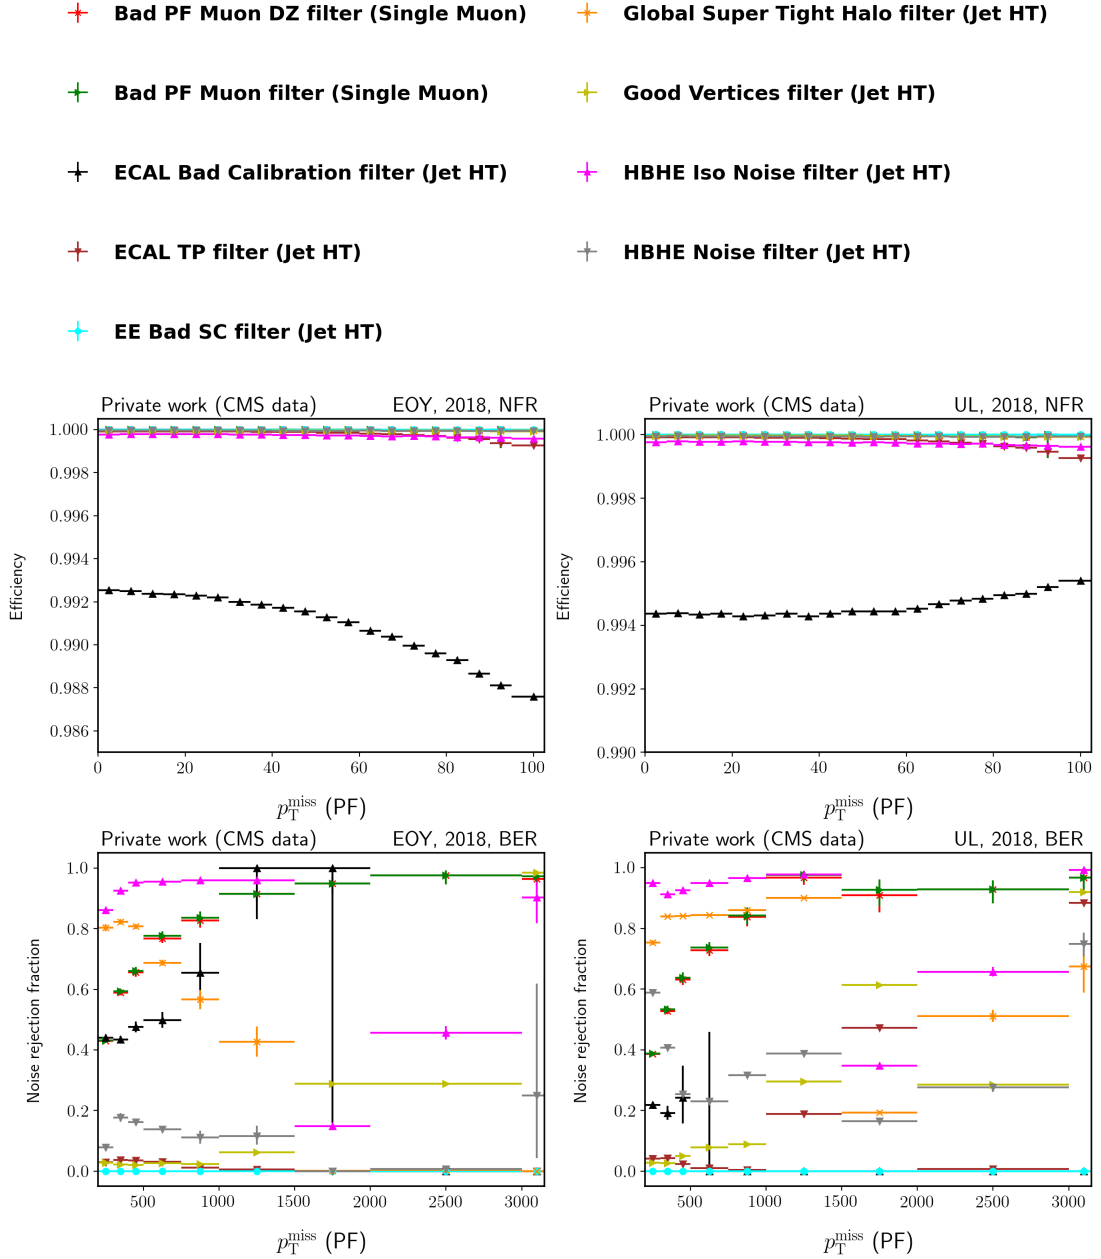 Bad PF Muon DZ filter (Single Muon)
Global Super Tight Halo filter (Jet HT)
Bad PF Muon filter (Single Muon)
Good Vertices filter (Jet HT)
ECAL Bad Calibration filter (Jet HT)
HBHE Iso Noise filter (Jet HT)
ECAL TP filter (Jet HT)
HBHE Noise filter (Jet HT)
EE Bad SC filter (Jet HT)
Private work (CMS data) EOY, 2018, NFR
1.000
0.998
0.996
0.994
0.992
0.990
0.988
0.986
Efficiency
0 20 40 60 80 100
p_T^miss (PF)
Private work (CMS data) UL, 2018, NFR
1.000
0.998
0.996
0.994
0.992
0.990
Efficiency
0 20 40 60 80 100
p_T^miss (PF)
Private work (CMS data) EOY, 2018, BER
1.0
0.8
0.6
0.4
0.2
0.0
Noise rejection fraction
500 1000 1500 2000 2500 3000
p_T^miss (PF)
Private work (CMS data) UL, 2018, BER
1.0
0.8
0.6
0.4
0.2
0.0
Noise rejection fraction
500 1000 1500 2000 2500 3000
p_T^miss (PF)